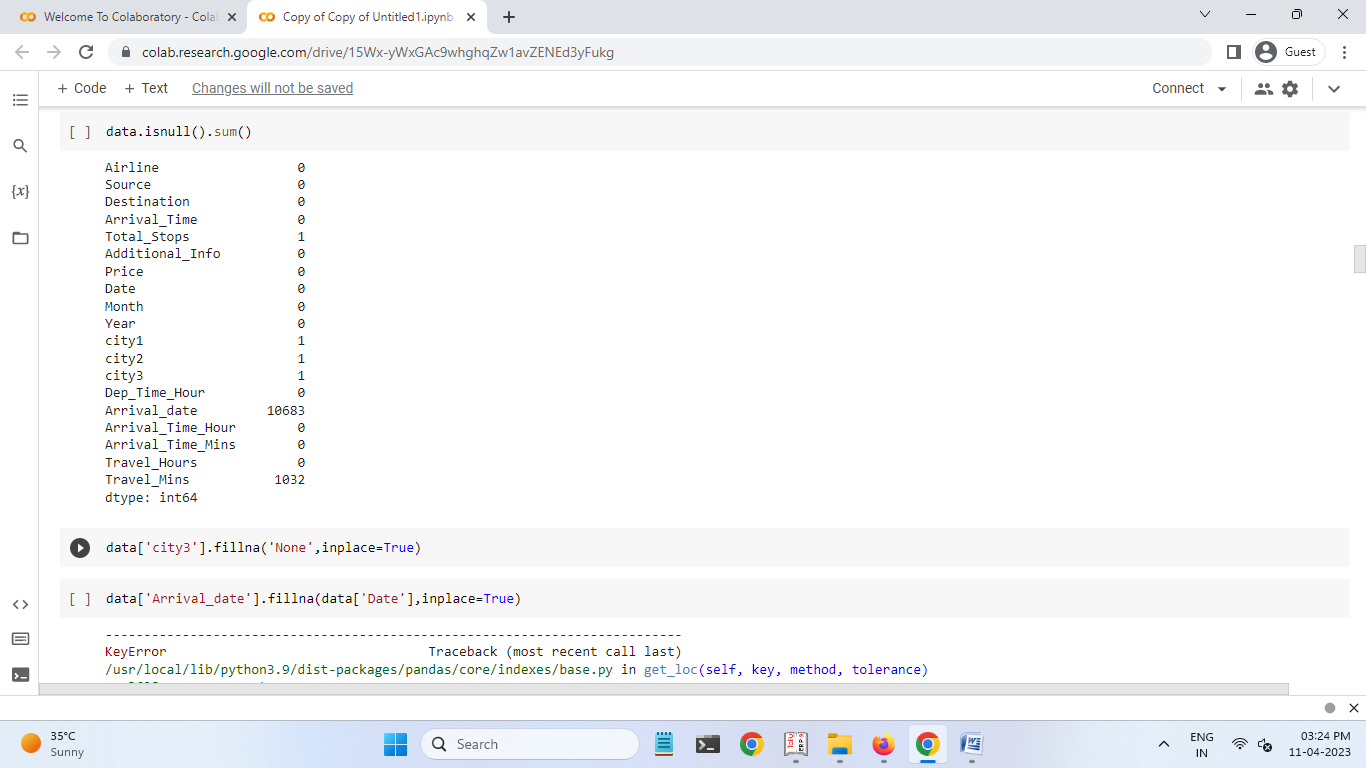 Welcome To Colaboratory - Cola
Copy of Copy of Untitled1.ipynb
colab.research.google.com/drive/15Wx-yWxGAc9whghqZw1avZENEd3yFukg
Guest
+ Code + Text Changes will not be saved
Connect
[ ] data.isnull().sum()
Airline 0
Source 0
Destination 0
Arrival_Time 0
Total_Stops 1
Additional_Info 0
Price 0
Date 0
Month 0
Year 0
city1 1
city2 1
city3 1
Dep_Time_Hour 0
Arrival_date 10683
Arrival_Time_Hour 0
Arrival_Time_Mins 0
Travel_Hours 0
Travel_Mins 1032
dtype: int64
data['city3'].fillna('None',inplace=True)
[ ] data['Arrival_date'].fillna(data['Date'],inplace=True)
---------------------------------------------------------------------------
KeyError Traceback (most recent call last)
/usr/local/lib/python3.9/dist-packages/pandas/core/indexes/base.py in get_loc(self, key, method, tolerance)
35°C
Sunny
Search
ENG
IN
03:24 PM
11-04-2023